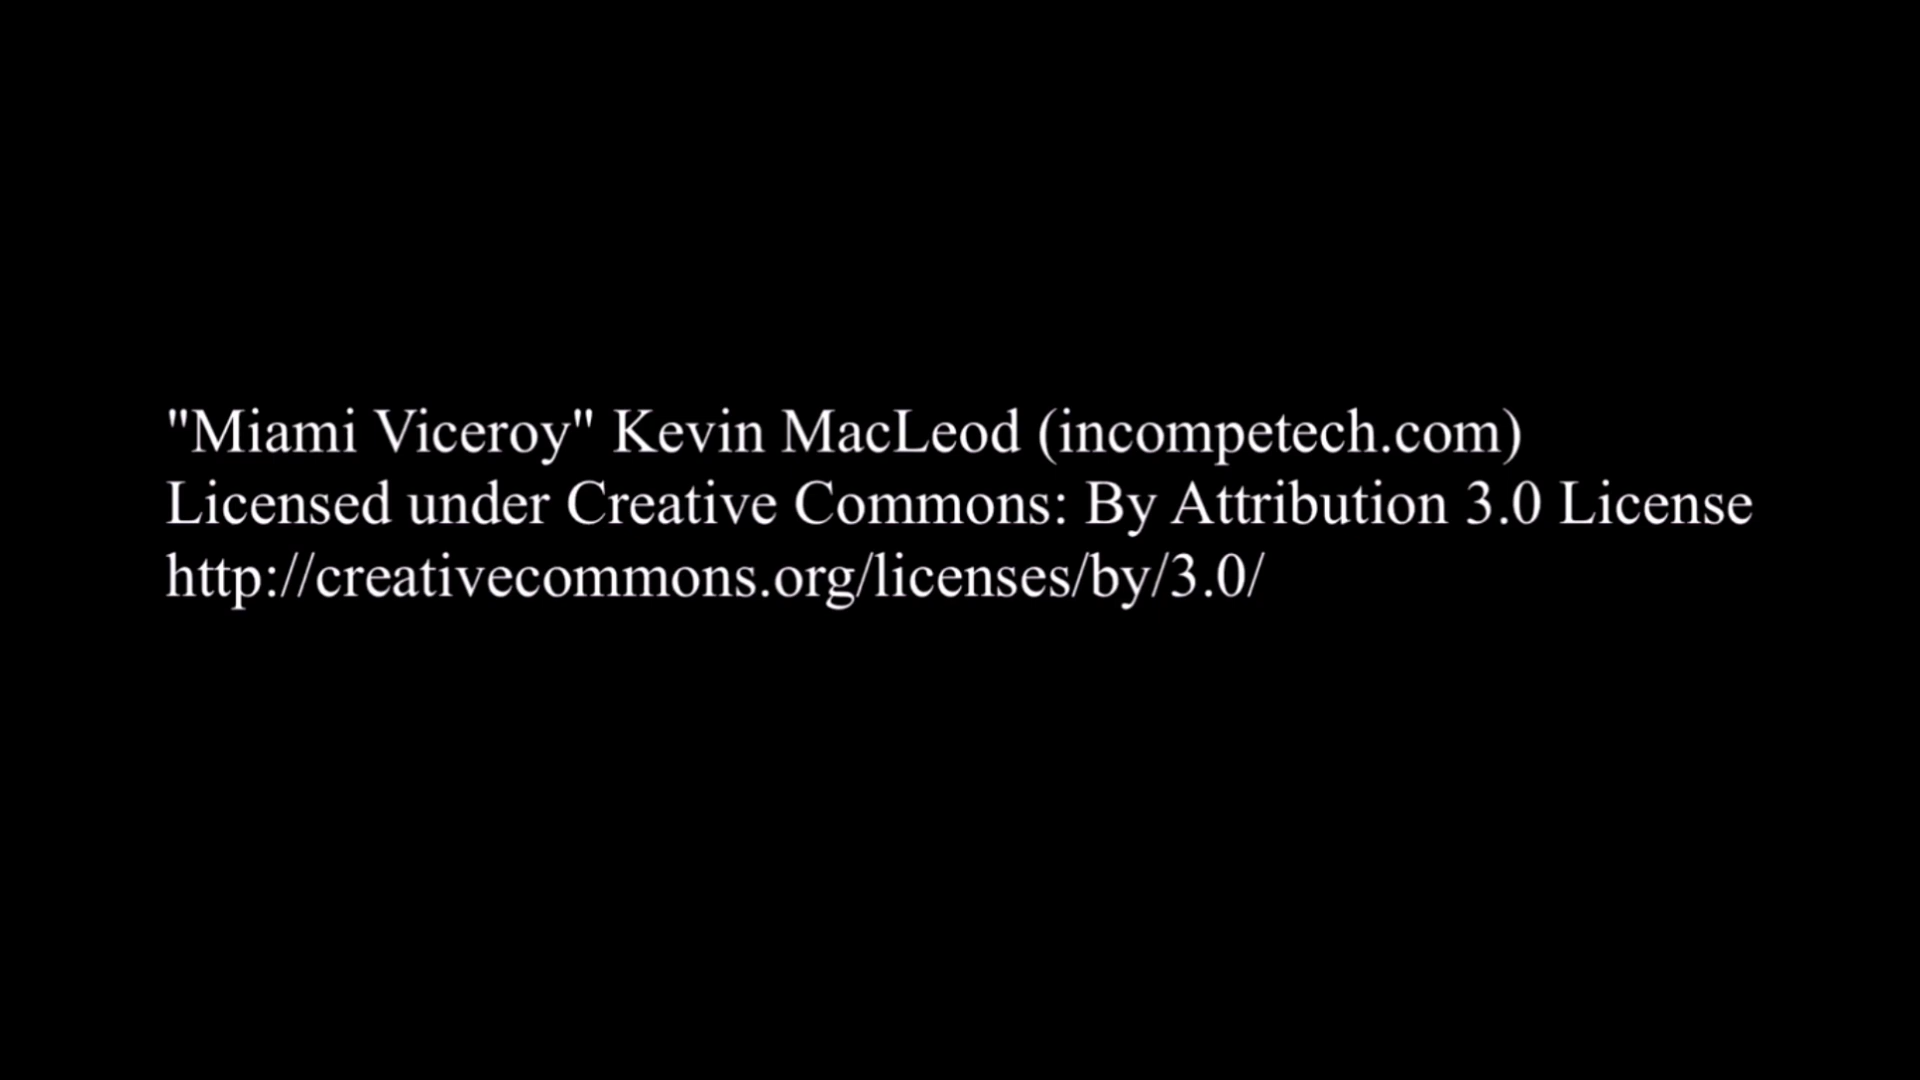 "Miami Viceroy" Kevin MacLeod (incompetech.com)
Licensed under Creative Commons: By Attribution 3.0 License
http://creativecommons.org/licenses/by/3.0/